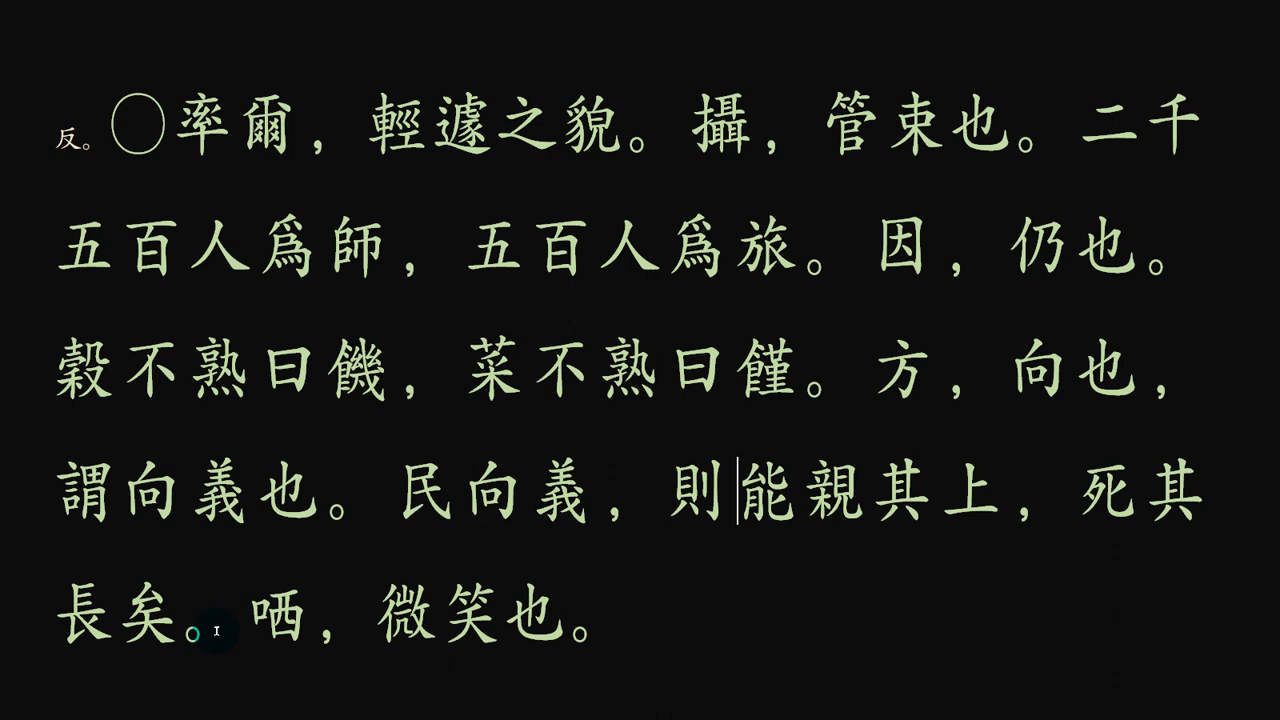 反。〇率爾，輕遽之貌。攝，管束也。二千
五百人爲師，五百人爲旅。因，仍也。
穀不熟曰饑，菜不熟曰饉。方，向也，
謂向義也。民向義，則能親其上，死其
長矣。哂，微笑也。